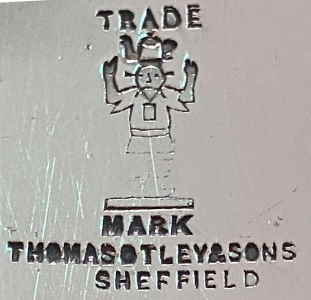 TRADE
MARK
THOMAS OTLEY & SONS
SHEFFIELD